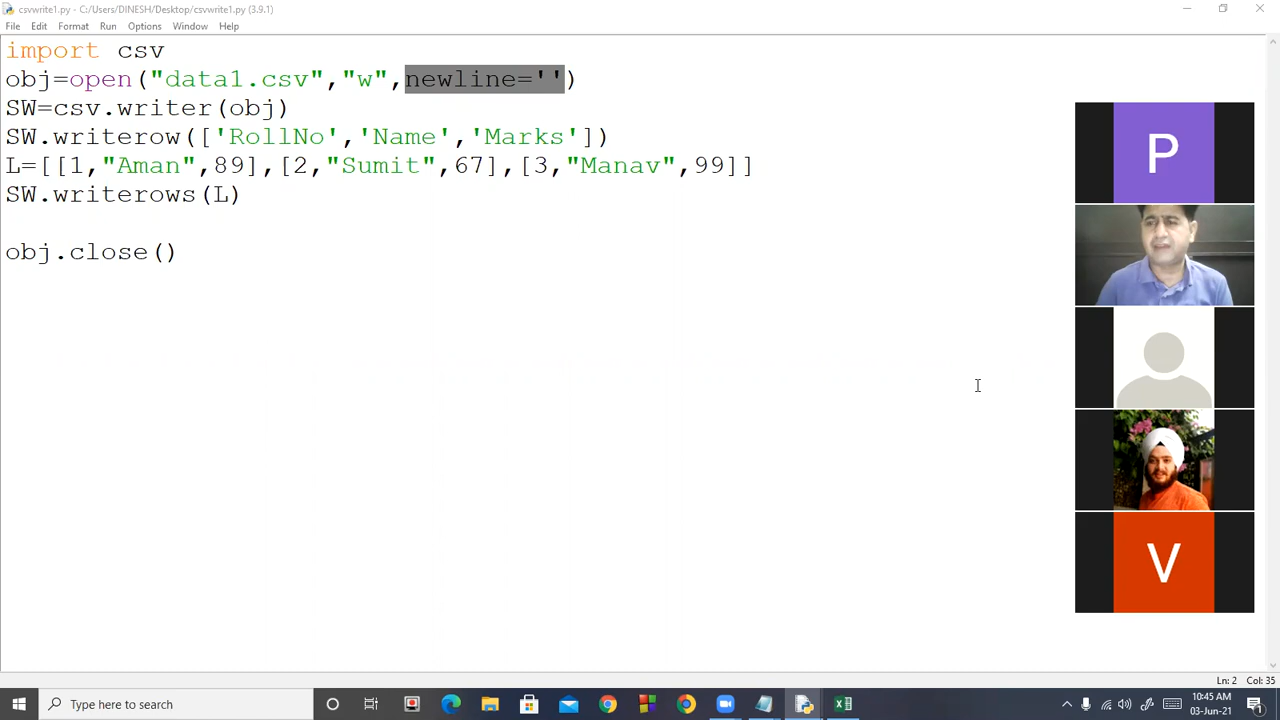 csvwrite1.py - C:/Users/DINESH/Desktop/csvwrite1.py (3.9.1)
File Edit Format Run Options Window Help
import csv
obj=open("data1.csv","w",newline='')
SW=csv.writer(obj)
SW.writerow(['RollNo','Name','Marks'])
L=[[1,"Aman",89],[2,"Sumit",67],[3,"Manav",99]]
SW.writerows(L)
obj.close()
P
V
Ln: 2 Col: 35
Type here to search
10:45 AM
03-Jun-21
1